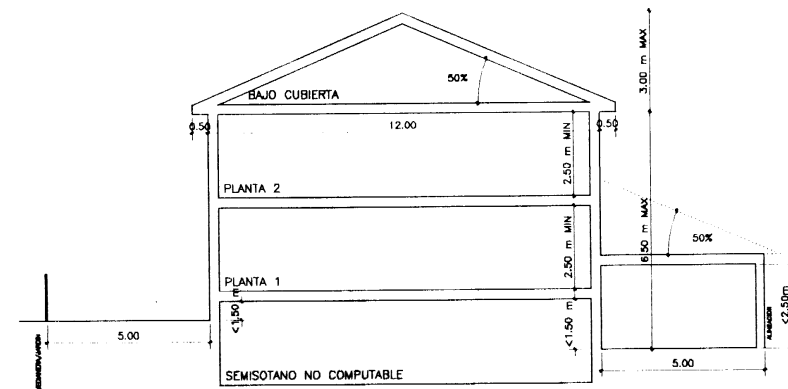 3.00 m MAX
50%
BAJO CUBIERTA
0.50
12.00
0.50
2.50 m MIN
PLANTA 2
6.50 m MAX
50%
2.50 m MIN
PLANTA 1
<1.50 m
<1.50 m
<2.50m
ALINEACION
5.00
5.00
SEMISOTANO NO COMPUTABLE